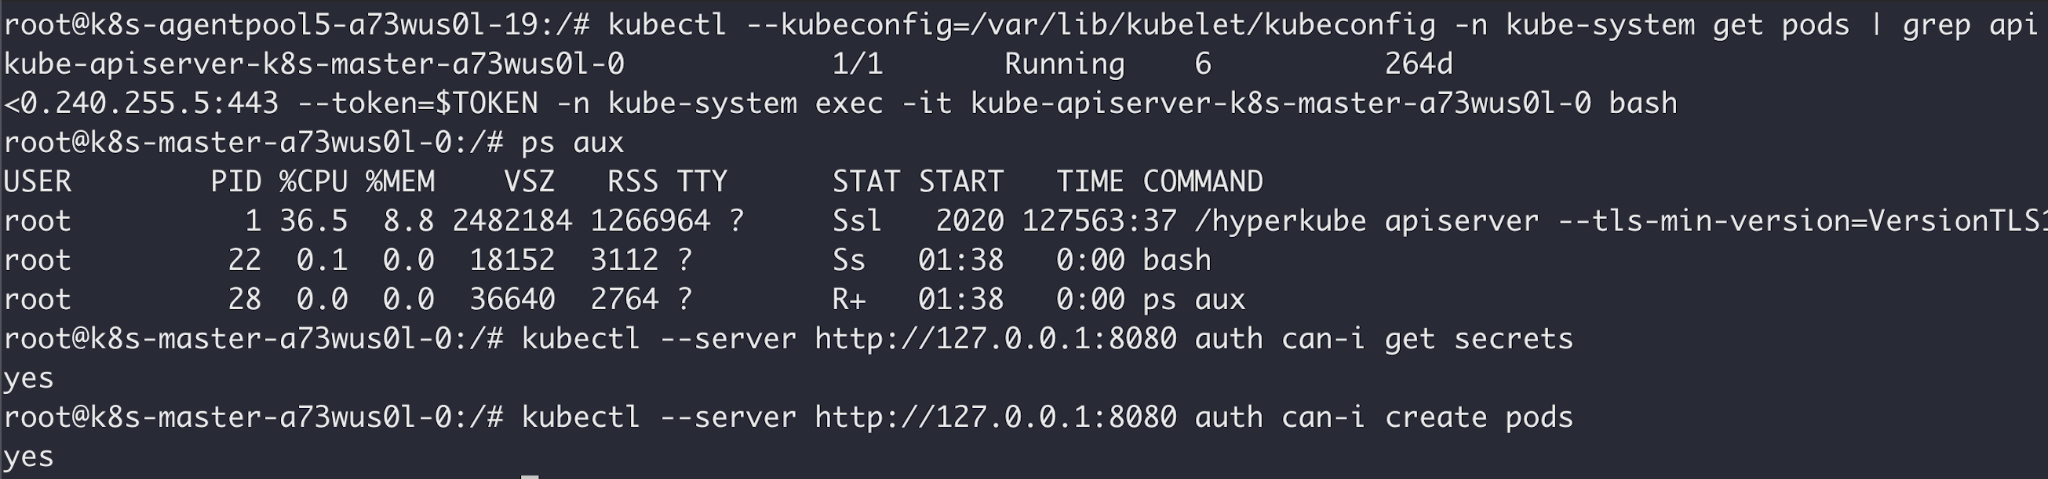 root@k8s-agentpool5-a73wus0l-19:/# kubectl --kubeconfig=/var/lib/kubelet/kubeconfig -n kube-system get pods | grep api
kube-apiserver-k8s-master-a73wus0l-0            1/1       Running    6          264d
<0.240.255.5:443 --token=$TOKEN -n kube-system exec -it kube-apiserver-k8s-master-a73wus0l-0 bash
root@k8s-master-a73wus0l-0:/# ps aux
USER        PID %CPU %MEM    VSZ   RSS TTY      STAT START   TIME COMMAND
root          1 36.5  8.8 2482184 1266964 ?     Ssl   2020 127563:37 /hyperkube apiserver --tls-min-version=VersionTLS1
root         22  0.1  0.0  18152  3112 ?        Ss   01:38   0:00 bash
root         28  0.0  0.0  36640  2764 ?        R+   01:38   0:00 ps aux
root@k8s-master-a73wus0l-0:/# kubectl --server http://127.0.0.1:8080 auth can-i get secrets
yes
root@k8s-master-a73wus0l-0:/# kubectl --server http://127.0.0.1:8080 auth can-i create pods
yes